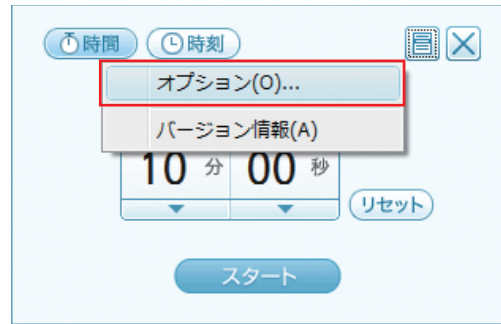 時間 時刻
オプション(O)...
バージョン情報(A)
10 分 00 秒
リセット
スタート